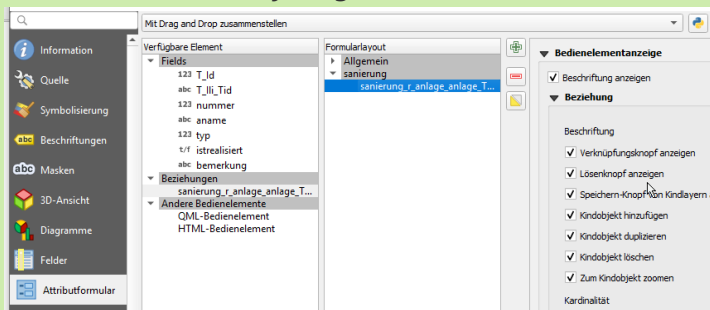 Mit Drag and Drop zusammenstellen
Information
Quelle
Symbolisierung
abc Beschriftungen
abc Masken
3D-Ansicht
Diagramme
Felder
Attributformular
Verfügbare Element
Fields
123 T_Id
abc T_Ili_Tid
123 nummer
abc aname
123 typ
t/f istrealisiert
abc bemerkung
Beziehungen
sanierung_r_anlage_anlage_T...
Andere Bedienelemente
QML-Bedienelement
HTML-Bedienelement
Formularlayout
Allgemein
sanierung
sanierung_r_anlage_anlage_T...
Bedienelementanzeige
Beschriftung anzeigen
Beziehung
Beschriftung
Verknüpfungsknopf anzeigen
Lösenknopf anzeigen
Speichern-Knopf von Kindlayern
Kindobjekt hinzufügen
Kindobjekt duplizieren
Kindobjekt löschen
Zum Kindobjekt zoomen
Kardinalität